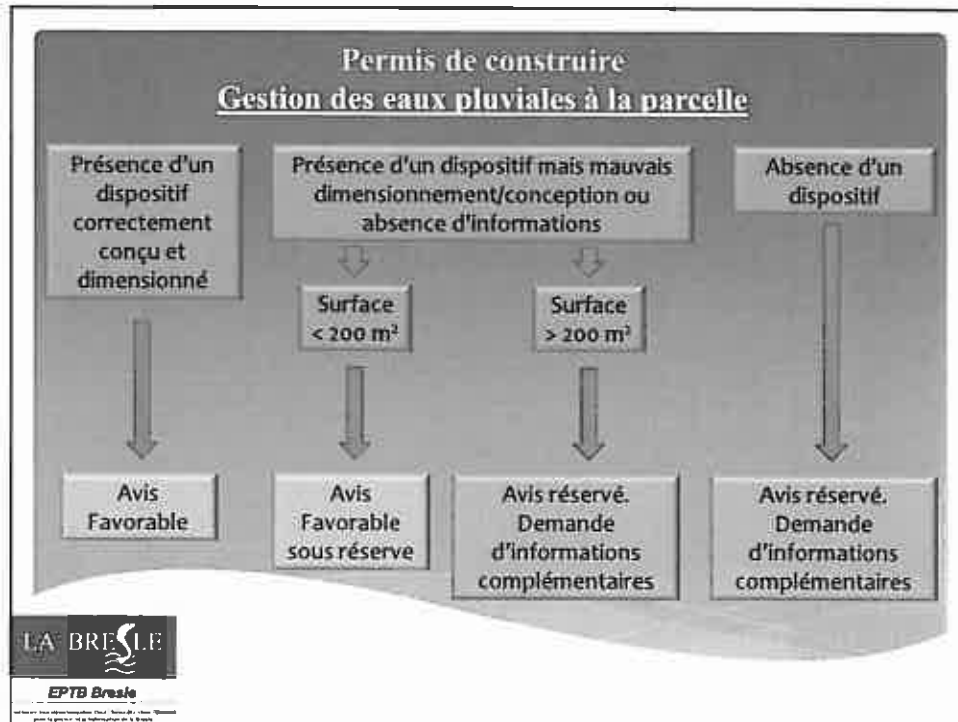 Permis de construire
Gestion des eaux pluviales à la parcelle
Présence d'un
dispositif
correctement
conçu et
dimensionné
Présence d'un dispositif mais mauvais
dimensionnement/conception ou
absence d'informations
Absence d'un
dispositif
Surface
< 200 m²
Surface
> 200 m²
Avis
Favorable
Avis
Favorable
sous réserve
Avis réservé.
Demande
d'informations
complémentaires
Avis réservé.
Demande
d'informations
complémentaires
LA BRESLE
EPTB Bresle